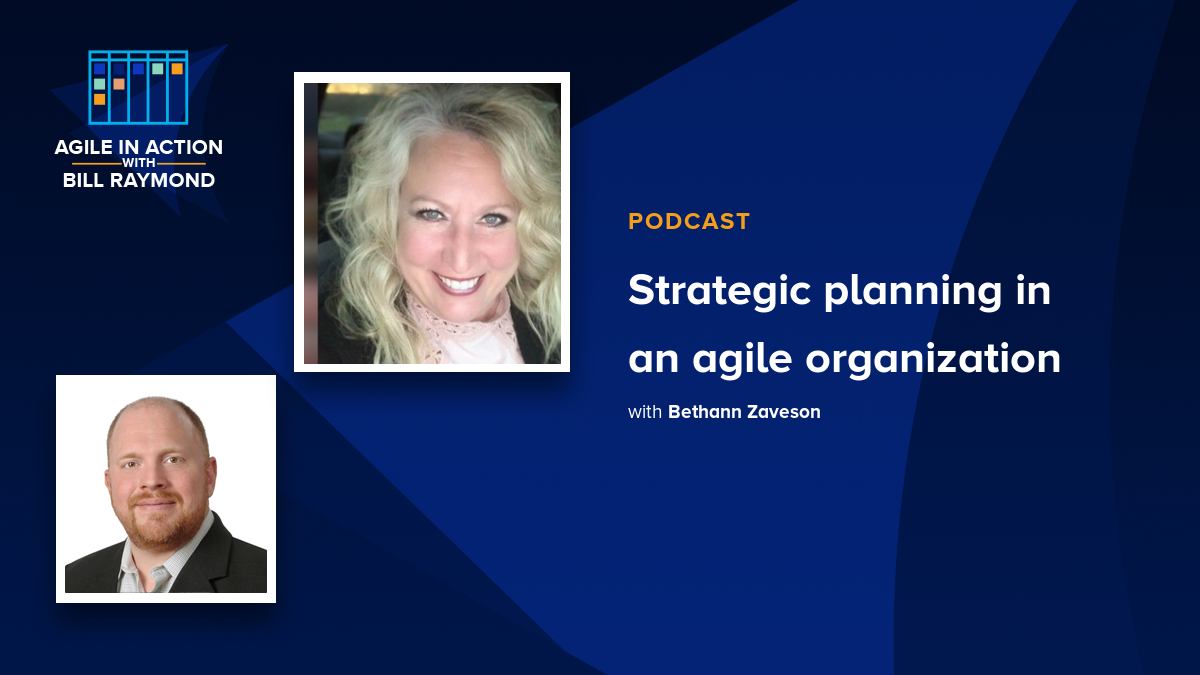 AGILE IN ACTION
WITH
BILL RAYMOND
PODCAST
Strategic planning in
an agile organization
with Bethann Zaveson